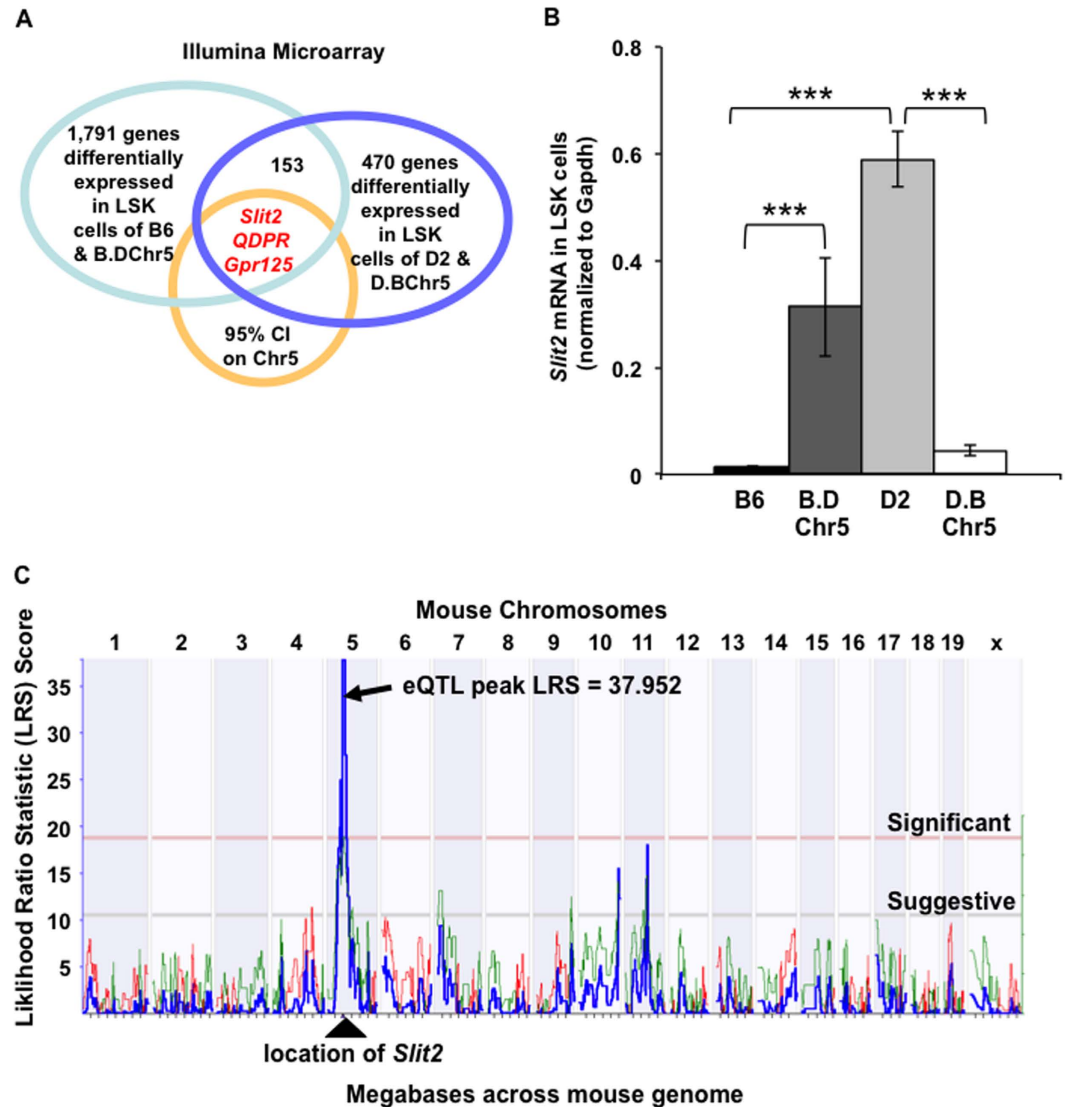 A
Illumina Microarray
1,791 genes
differentially
expressed
in LSK
cells of B6
& B.DChr5
153
470 genes
differentially
expressed
in LSK
cells of D2 &
D.BChr5
Slit2
QDPR
Gpr125
95% CI
on Chr5
B
Slit2 mRNA in LSK cells
(normalized to Gapdh)
0.8
0.6
0.4
0.2
0
***
***
***
B6
B.D
Chr5
D2
D.B
Chr5
C
Mouse Chromosomes
1 2 3 4 5 6 7 8 9 10 11 12 13 14 15 16 17 18 19 x
Liklihood Ratio Statistic (LRS) Score
35
30
25
20
15
10
5
eQTL peak LRS = 37.952
Significant
Suggestive
location of Slit2
Megabases across mouse genome